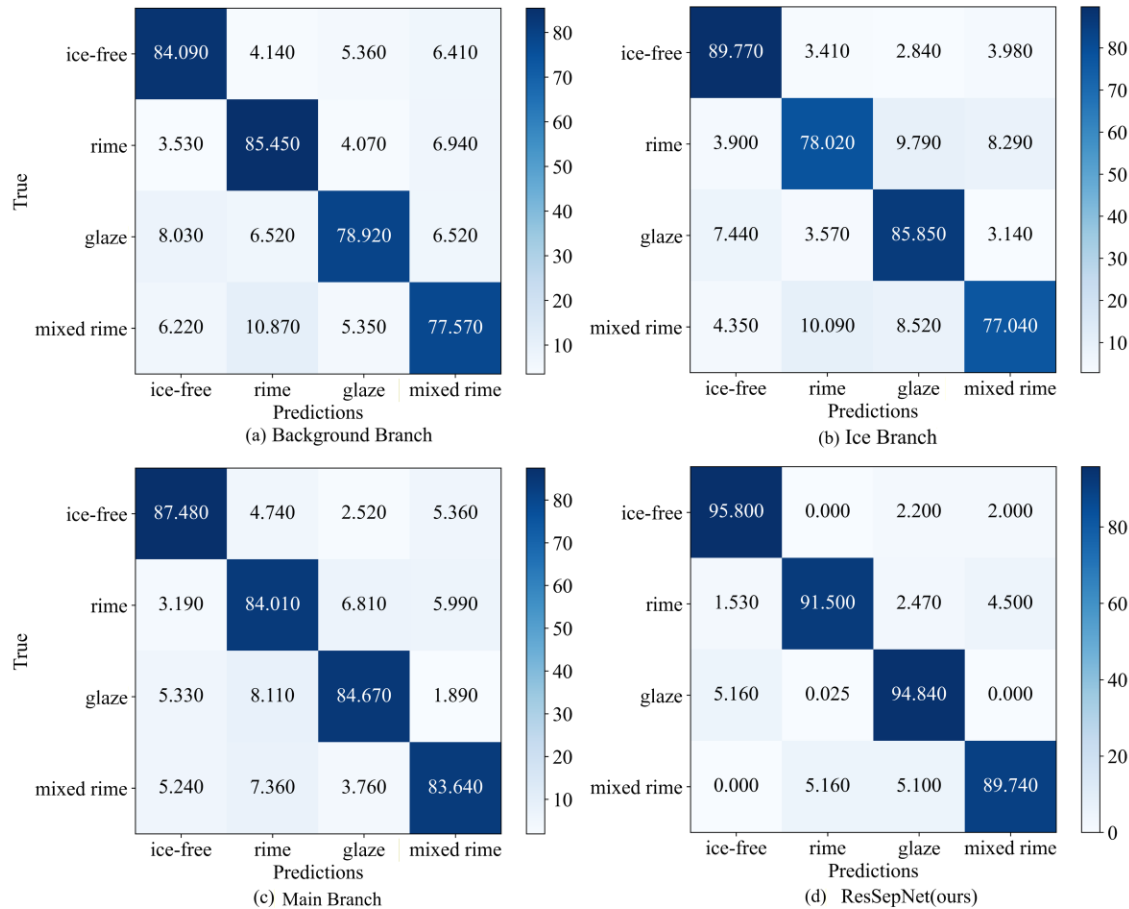 ice-free 84.090 4.140 5.360 6.410
rime 3.530 85.450 4.070 6.940
glaze 8.030 6.520 78.920 6.520
mixed rime 6.220 10.870 5.350 77.570
ice-free rime glaze mixed rime
Predictions
True
80
70
60
50
40
30
20
10
(a) Background Branch
ice-free 89.770 3.410 2.840 3.980
rime 3.900 78.020 9.790 8.290
glaze 7.440 3.570 85.850 3.140
mixed rime 4.350 10.090 8.520 77.040
ice-free rime glaze mixed rime
Predictions
80
70
60
50
40
30
20
10
(b) Ice Branch
ice-free 87.480 4.740 2.520 5.360
rime 3.190 84.010 6.810 5.990
glaze 5.330 8.110 84.670 1.890
mixed rime 5.240 7.360 3.760 83.640
ice-free rime glaze mixed rime
Predictions
True
80
70
60
50
40
30
20
10
(c) Main Branch
ice-free 95.800 0.000 2.200 2.000
rime 1.530 91.500 2.470 4.500
glaze 5.160 0.025 94.840 0.000
mixed rime 0.000 5.160 5.100 89.740
ice-free rime glaze mixed rime
Predictions
80
60
40
20
0
(d) ResSepNet(ours)